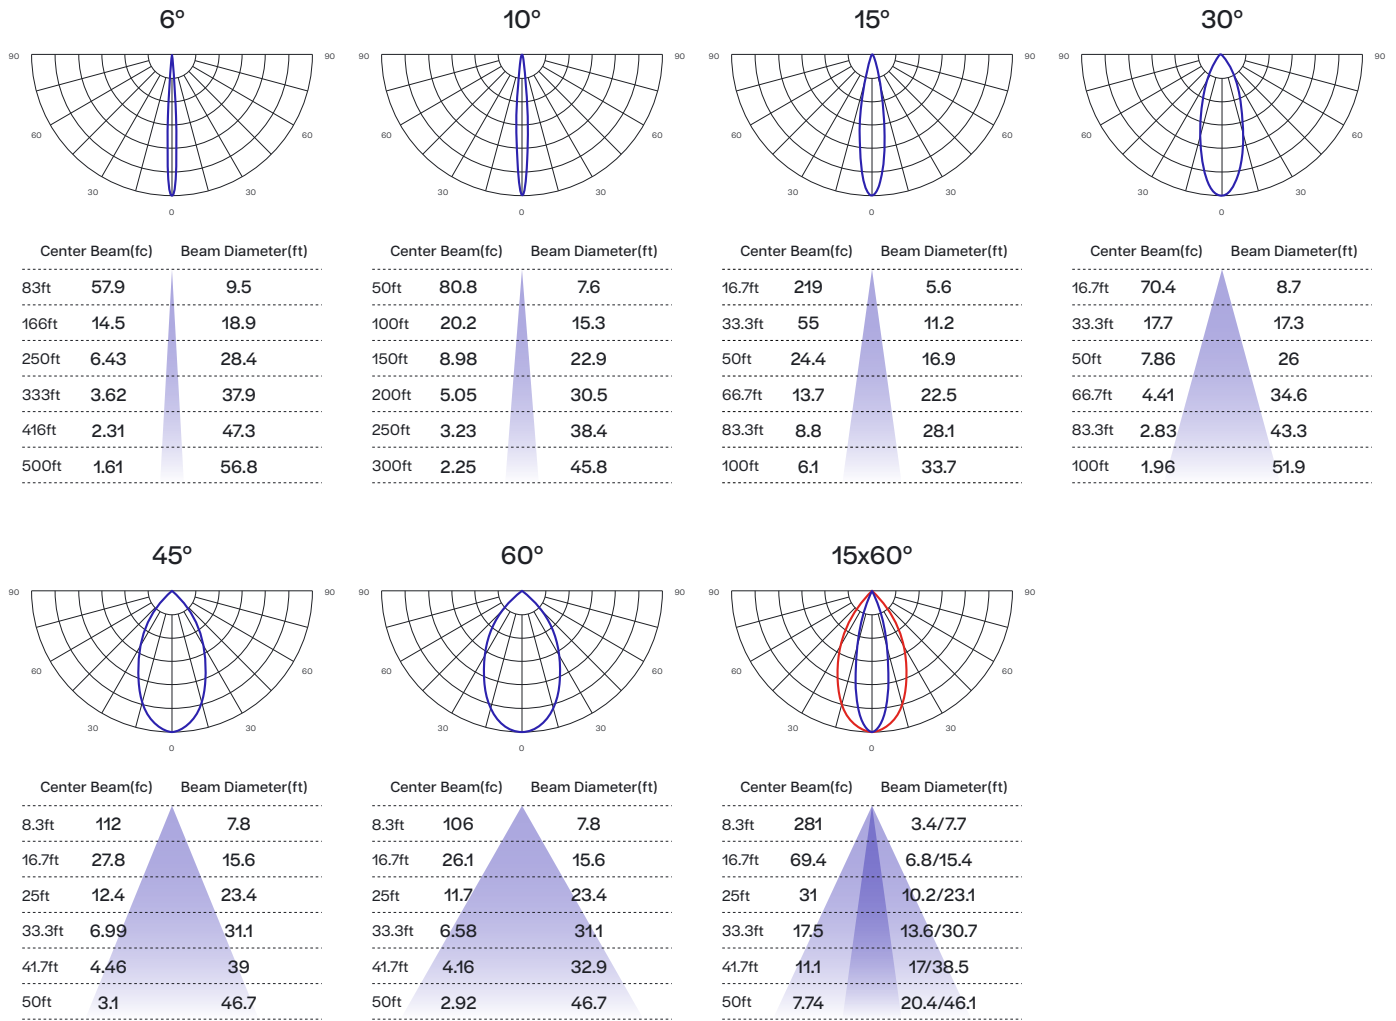 6° 10° 15° 30°
90 90 90 90 90
60 60 60 60 60
30 30 30 30 30 30 30 30
0 0 0 0
Center Beam(fc) Beam Diameter(ft) Center Beam(fc) Beam Diameter(ft) Center Beam(fc) Beam Diameter(ft) Center Beam(fc) Beam Diameter(ft)
83ft 57.9 9.5 50ft 80.8 7.6 16.7ft 219 5.6 16.7ft 70.4 8.7
166ft 14.5 18.9 100ft 20.2 15.3 33.3ft 55 11.2 33.3ft 17.7 17.3
250ft 6.43 28.4 150ft 8.98 22.9 50ft 24.4 16.9 50ft 7.86 26
333ft 3.62 37.9 200ft 5.05 30.5 66.7ft 13.7 22.5 66.7ft 4.41 34.6
416ft 2.31 47.3 250ft 3.23 38.4 83.3ft 8.8 28.1 83.3ft 2.83 43.3
500ft 1.61 56.8 300ft 2.25 45.8 100ft 6.1 33.7 100ft 1.96 51.9
45° 60° 15x60°
90 90 90 90
60 60 60 60
30 30 30 30 30 30
0 0 0
Center Beam(fc) Beam Diameter(ft) Center Beam(fc) Beam Diameter(ft) Center Beam(fc) Beam Diameter(ft)
8.3ft 112 7.8 8.3ft 106 7.8 8.3ft 281 3.4/7.7
16.7ft 27.8 15.6 16.7ft 26.1 15.6 16.7ft 69.4 6.8/15.4
25ft 12.4 23.4 25ft 11.7 23.4 25ft 31 10.2/23.1
33.3ft 6.99 31.1 33.3ft 6.58 31.1 33.3ft 17.5 13.6/30.7
41.7ft 4.46 39 41.7ft 4.16 32.9 41.7ft 11.1 17/38.5
50ft 3.1 46.7 50ft 2.92 46.7 50ft 7.74 20.4/46.1